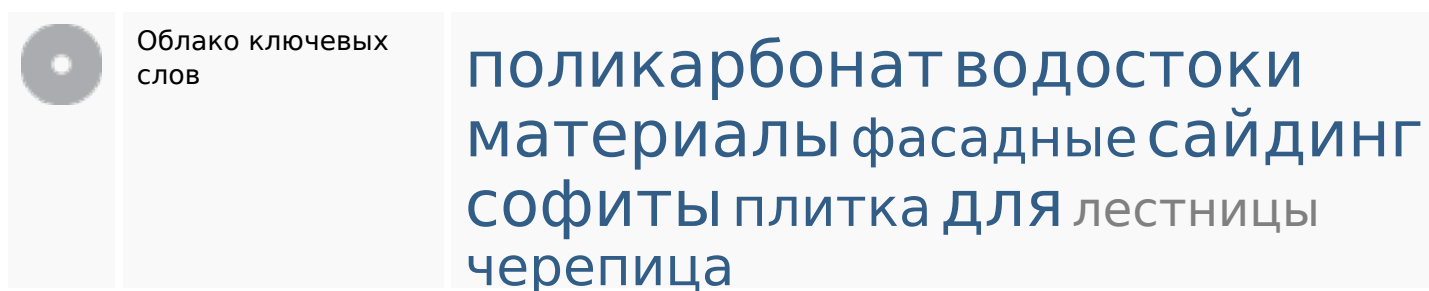 Облако ключевых
слов
поликарбонат водостоки
материалы фасадные сайдинг
софиты плитка для лестницы
черепица